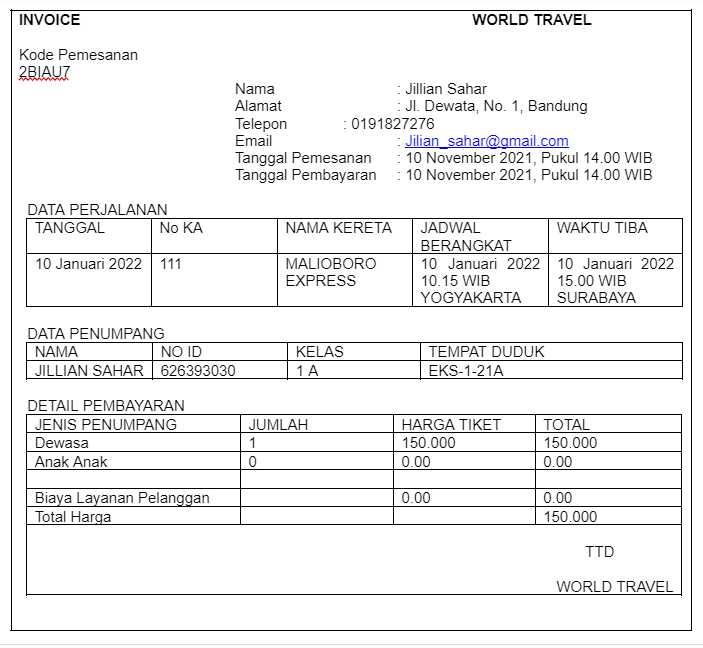 INVOICE WORLD TRAVEL
Kode Pemesanan
2BIAU7
Nama : Jillian Sahar
Alamat : Jl. Dewata, No. 1, Bandung
Telepon : 0191827276
Email : Jilian_sahar@gmail.com
Tanggal Pemesanan : 10 November 2021, Pukul 14.00 WIB
Tanggal Pembayaran : 10 November 2021, Pukul 14.00 WIB
DATA PERJALANAN
TANGGAL No KA NAMA KERETA JADWAL BERANGKAT WAKTU TIBA
10 Januari 2022 111 MALIOBORO EXPRESS 10 Januari 2022 10.15 WIB YOGYAKARTA 10 Januari 2022 15.00 WIB SURABAYA
DATA PENUMPANG
NAMA NO ID KELAS TEMPAT DUDUK
JILLIAN SAHAR 626393030 1 A EKS-1-21A
DETAIL PEMBAYARAN
JENIS PENUMPANG JUMLAH HARGA TIKET TOTAL
Dewasa 1 150.000 150.000
Anak Anak 0 0.00 0.00
Biaya Layanan Pelanggan 0.00 0.00
Total Harga 150.000
TTD
WORLD TRAVEL